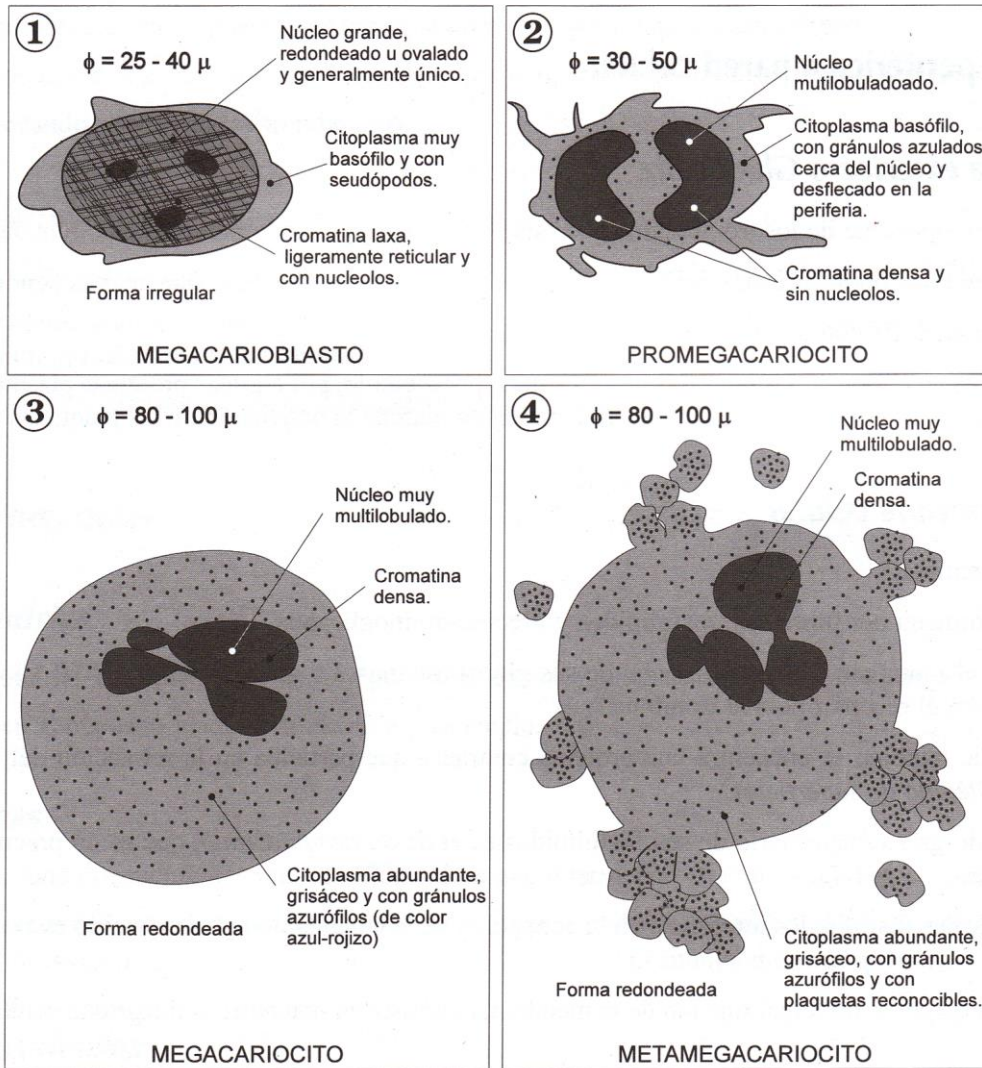 1
ϕ = 25 - 40 µ
Núcleo grande,
redondeado u ovalado
y generalmente único.
Citoplasma muy
basófilo y con
seudópodos.
Cromatina laxa,
ligeramente reticular y
con nucleolos.
Forma irregular
MEGACARIOBLASTO
2
ϕ = 30 - 50 µ
Núcleo
mutilobuladoado.
Citoplasma basófilo,
con gránulos azulados
cerca del núcleo y
desflecado en la
periferia.
Cromatina densa y
sin nucleolos.
PROMEGACARIOCITO
3
ϕ = 80 - 100 µ
Núcleo muy
multilobulado.
Cromatina
densa.
Citoplasma abundante,
grisáceo y con gránulos
azurófilos (de color
azul-rojizo)
Forma redondeada
MEGACARIOCITO
4
ϕ = 80 - 100 µ
Núcleo muy
multilobulado.
Cromatina
densa.
Citoplasma abundante,
grisáceo, con gránulos
azurófilos y con
plaquetas reconocibles.
Forma redondeada
METAMEGACARIOCITO